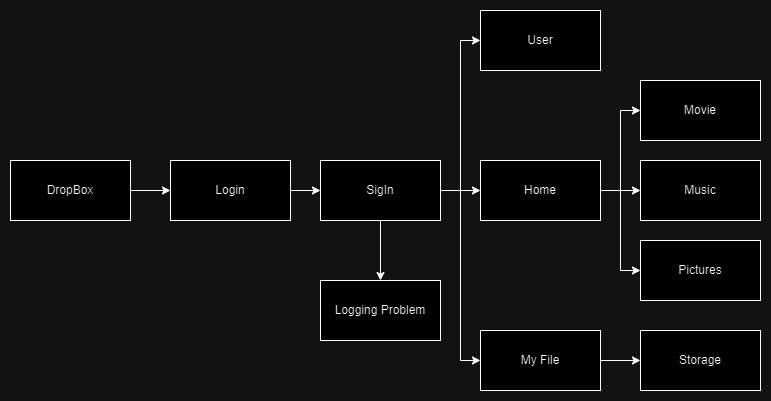 User
Movie
DropBox
Login
SigIn
Home
Music
Pictures
Logging Problem
My File
Storage